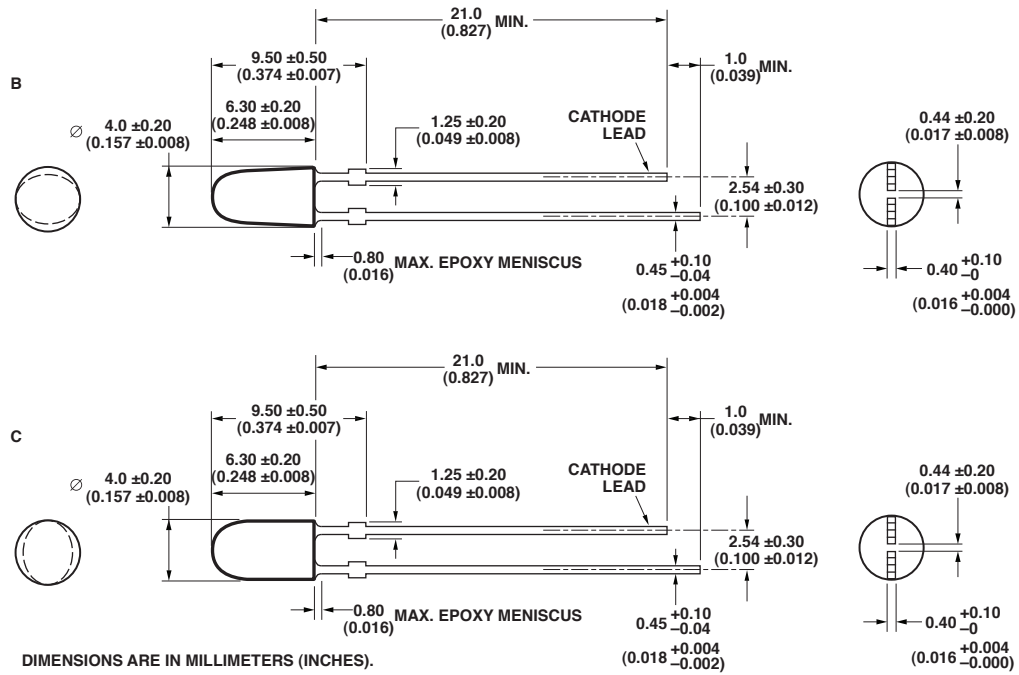 21.0
(0.827) MIN.
9.50 ±0.50
(0.374 ±0.007)
1.0
(0.039) MIN.
B
6.30 ±0.20
(0.248 ±0.008)
1.25 ±0.20
(0.049 ±0.008)
CATHODE
LEAD
0.44 ±0.20
(0.017 ±0.008)
∅ 4.0 ±0.20
(0.157 ±0.008)
2.54 ±0.30
(0.100 ±0.012)
0.80
(0.016) MAX. EPOXY MENISCUS
0.45 +0.10
–0.04
(0.018 +0.004
–0.002)
0.40 +0.10
–0
(0.016 +0.004
–0.000)
21.0
(0.827) MIN.
9.50 ±0.50
(0.374 ±0.007)
1.0
(0.039) MIN.
C
6.30 ±0.20
(0.248 ±0.008)
1.25 ±0.20
(0.049 ±0.008)
CATHODE
LEAD
0.44 ±0.20
(0.017 ±0.008)
∅ 4.0 ±0.20
(0.157 ±0.008)
2.54 ±0.30
(0.100 ±0.012)
0.80
(0.016) MAX. EPOXY MENISCUS
0.45 +0.10
–0.04
(0.018 +0.004
–0.002)
0.40 +0.10
–0
(0.016 +0.004
–0.000)
DIMENSIONS ARE IN MILLIMETERS (INCHES).